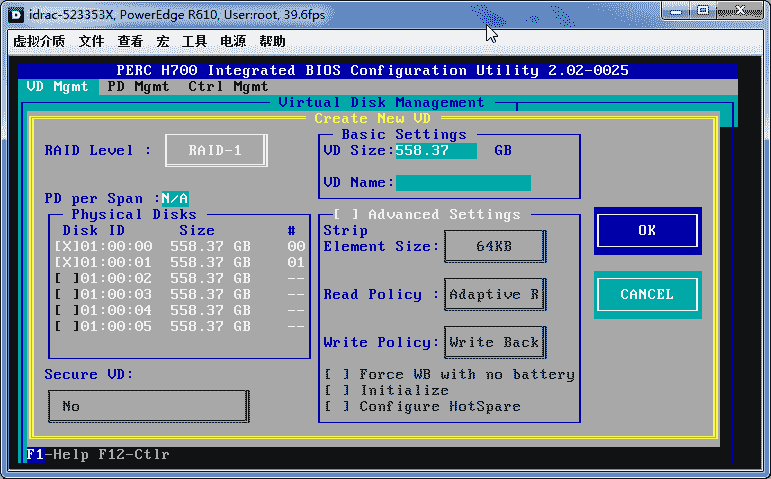 idrac-523353X, PowerEdge R610, User:root, 39.6fps
虚拟介质 文件 查看 宏 工具 电源 帮助
PERC H700 Integrated BIOS Configuration Utility 2.02-0025
VD Mgmt PD Mgmt Ctrl Mgmt
Virtual Disk Management
Create New VD
RAID Level : RAID-1
PD per Span :N/A
Physical Disks
Disk ID Size #
[X]01:00:00 558.37 GB 00
[X]01:00:01 558.37 GB 01
[ ]01:00:02 558.37 GB --
[ ]01:00:03 558.37 GB --
[ ]01:00:04 558.37 GB --
[ ]01:00:05 558.37 GB --
Secure VD:
No
Basic Settings
VD Size:558.37 GB
VD Name:
[ ] Advanced Settings
Strip
Element Size: 64KB
Read Policy : Adaptive R
Write Policy: Write Back
[ ] Force WB with no battery
[ ] Initialize
[ ] Configure HotSpare
OK
CANCEL
F1-Help F12-Ctlr